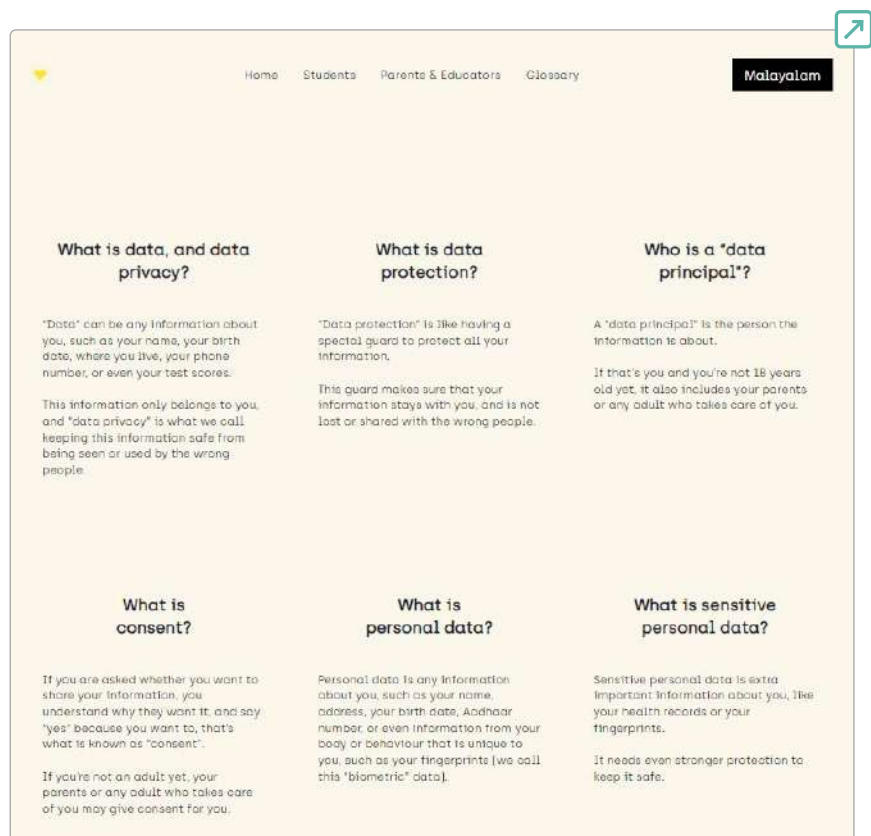 Home Students Parents & Educators Glossary
Malayalam
What is data, and data
privacy?
"Data" can be any information about
you, such as your name, your birth
date, where you live, your phone
number, or even your test scores.
This information only belongs to you,
and "data privacy" is what we call
keeping this information safe from
being seen or used by the wrong
people.
What is data
protection?
"Data protection" is like having a
special guard to protect all your
information.
This guard makes sure that your
information stays with you, and is not
lost or shared with the wrong people.
Who is a "data
principal"?
A "data principal" is the person the
information is about.
If that's you and you're not 18 years
old yet, it also includes your parents
or any adult who takes care of you.
What is
consent?
If you are asked whether you want to
share your information, you
understand why they want it, and say
"yes" because you want to, that's
what is known as "consent".
If you're not an adult yet, your
parents or any adult who takes care
of you may give consent for you.
What is
personal data?
Personal data is any information
about you, such as your name,
address, your birth date, Aadhaar
number, or even information from your
body or behaviour that is unique to
you, such as your fingerprints (we call
this "biometric" data).
What is sensitive
personal data?
Sensitive personal data is extra
important information about you, like
your health records or your
fingerprints.
It needs even stronger protection to
keep it safe.